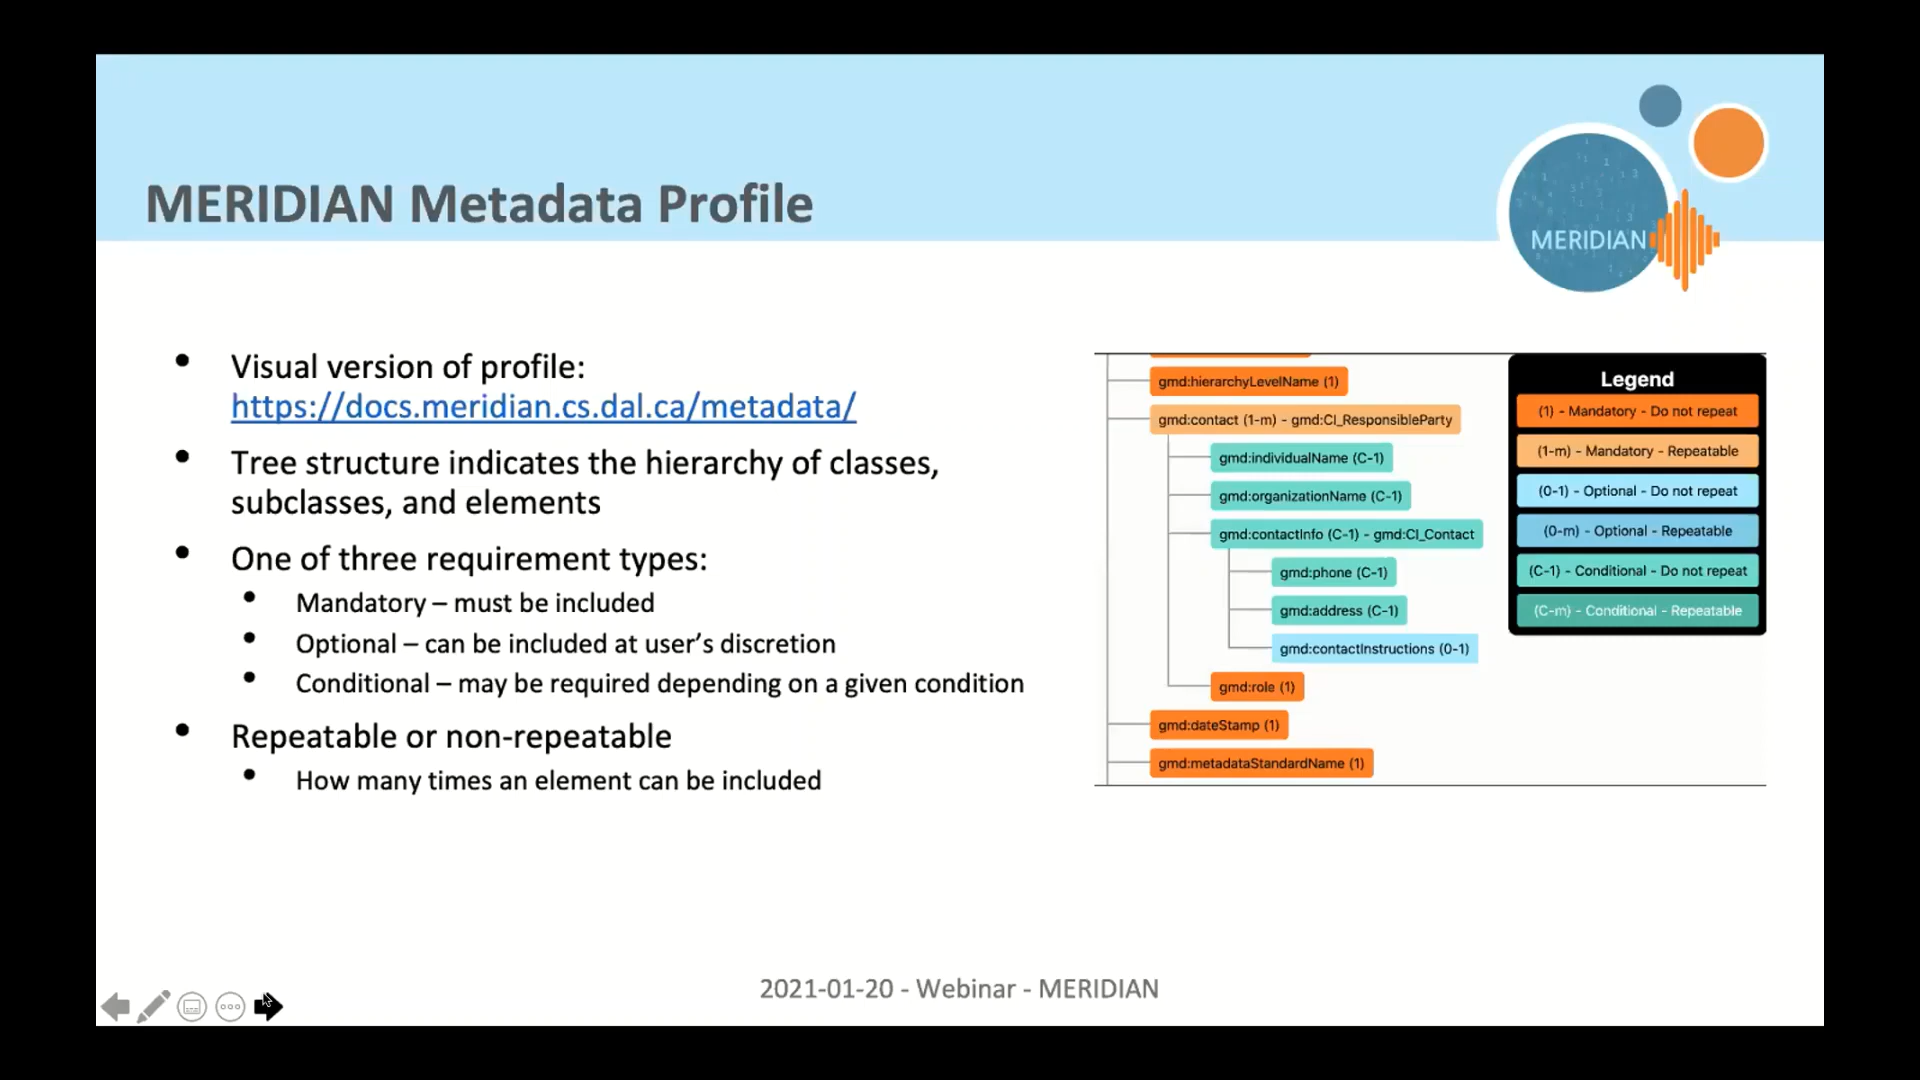 MERIDIAN Metadata Profile
MERIDIAN
• Visual version of profile:
https://docs.meridian.cs.dal.ca/metadata/
• Tree structure indicates the hierarchy of classes,
subclasses, and elements
• One of three requirement types:
• Mandatory – must be included
• Optional – can be included at user's discretion
• Conditional – may be required depending on a given condition
• Repeatable or non-repeatable
• How many times an element can be included
gmd:hierarchyLevelName (1)
gmd:contact (1-m) - gmd:CI_ResponsibleParty
gmd:individualName (C-1)
gmd:organizationName (C-1)
gmd:contactInfo (C-1) - gmd:CI_Contact
gmd:phone (C-1)
gmd:address (C-1)
gmd:contactInstructions (0-1)
gmd:role (1)
gmd:dateStamp (1)
gmd:metadataStandardName (1)
Legend
(1) - Mandatory - Do not repeat
(1-m) - Mandatory - Repeatable
(0-1) - Optional - Do not repeat
(0-m) - Optional - Repeatable
(C-1) - Conditional - Do not repeat
(C-m) - Conditional - Repeatable
2021-01-20 - Webinar - MERIDIAN